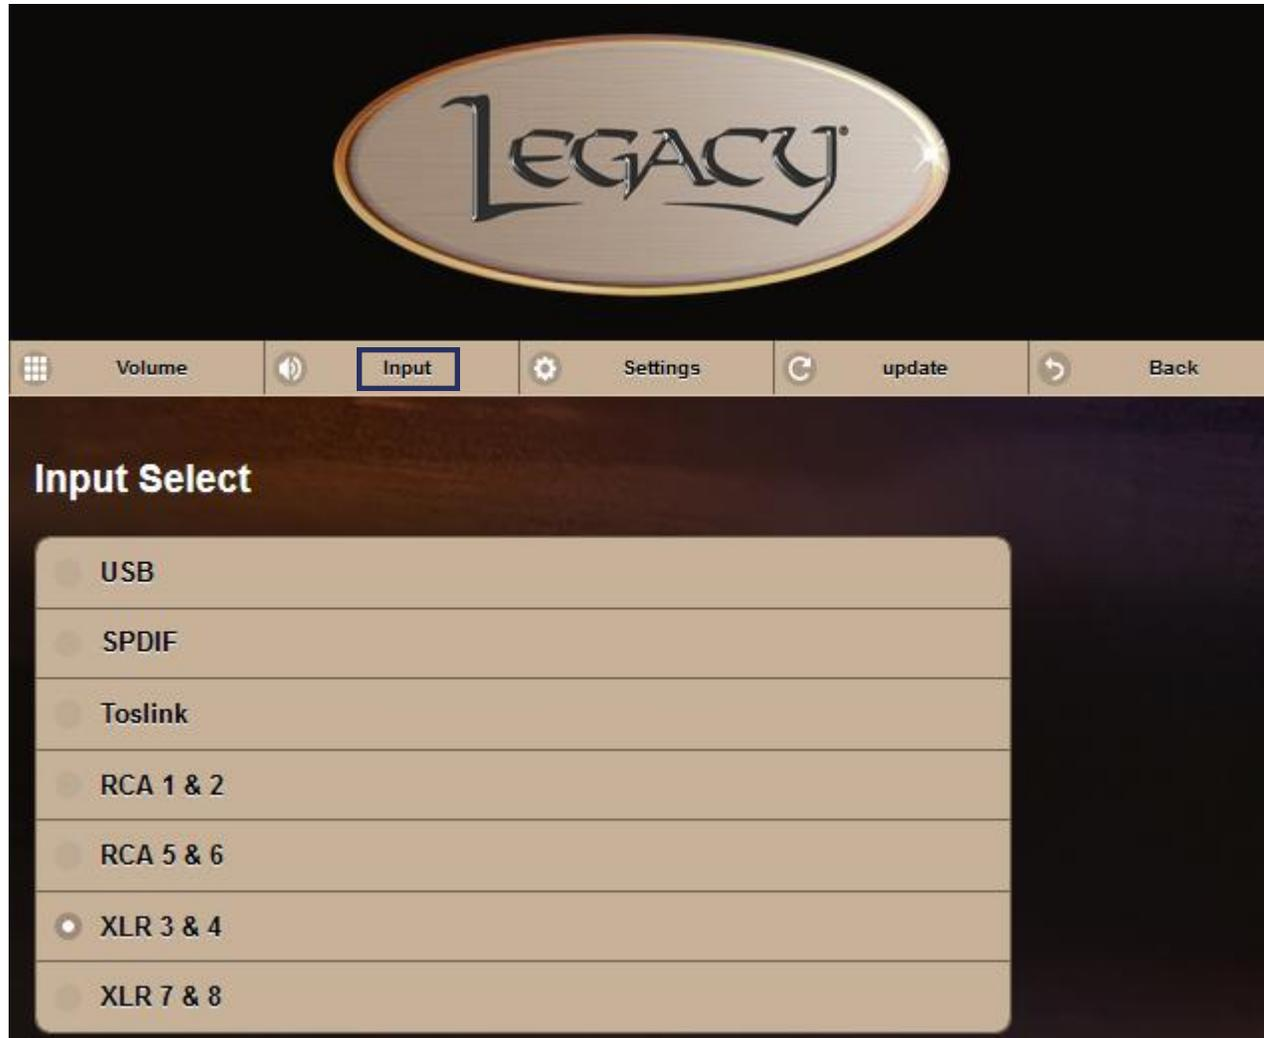 LEGACY®
Volume
Input
Settings
update
Back
Input Select
USB
SPDIF
Toslink
RCA 1 & 2
RCA 5 & 6
XLR 3 & 4
XLR 7 & 8